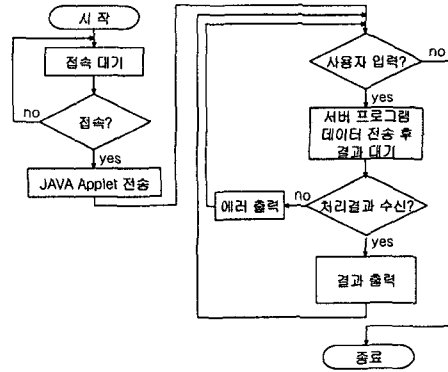 시 작
접속 대기
no
접속?
yes
JAVA Applet 전송
사용자 입력?
no
yes
서버 프로그램
데이터 전송 후
결과 대기
에러 출력
no
처리결과 수신?
yes
결과 출력
종료